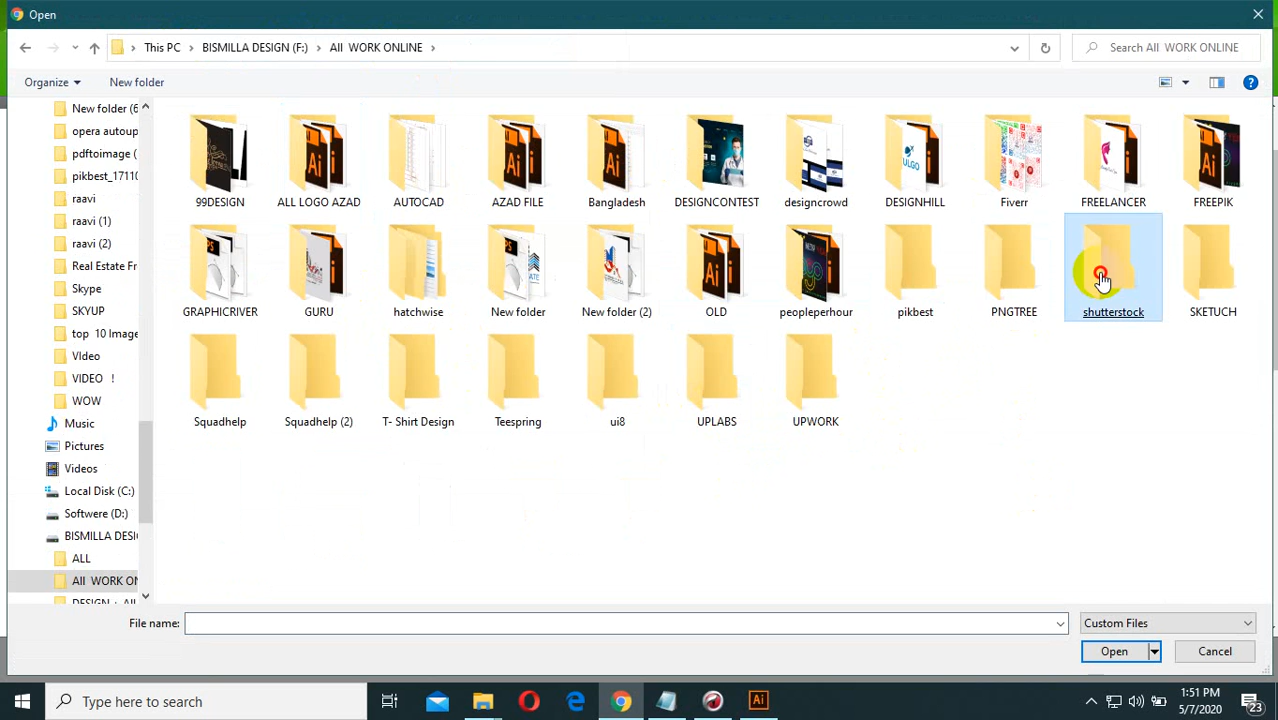 Open
This PC > BISMILLA DESIGN (F:) > All WORK ONLINE >
Search All WORK ONLINE
Organize
New folder
New folder (6
opera autoup
pdftoimage (
pikbest_17110
raavi
raavi (1)
raavi (2)
Real Estate Fr
Skype
SKYUP
top 10 Image
VIdeo
VIDEO !
WOW
Music
Pictures
Videos
Local Disk (C:)
Softwere (D:)
BISMILLA DESI
ALL
All WORK ON
99DESIGN
ALL LOGO AZAD
AUTOCAD
AZAD FILE
Bangladesh
DESIGNCONTEST
designcrowd
DESIGNHILL
Fiverr
FREELANCER
FREEPIK
GRAPHICRIVER
GURU
hatchwise
New folder
New folder (2)
OLD
peopleperhour
pikbest
PNGTREE
shutterstock
SKETUCH
Squadhelp
Squadhelp (2)
T- Shirt Design
Teespring
ui8
UPLABS
UPWORK
File name:
Custom Files
Open
Cancel
Type here to search
1:51 PM
5/7/2020
23